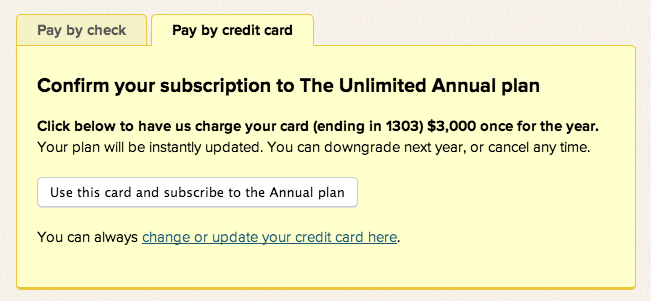 Pay by check
Pay by credit card
Confirm your subscription to The Unlimited Annual plan
Click below to have us charge your card (ending in 1303) $3,000 once for the year.
Your plan will be instantly updated. You can downgrade next year, or cancel any time.
Use this card and subscribe to the Annual plan
You can always change or update your credit card here.